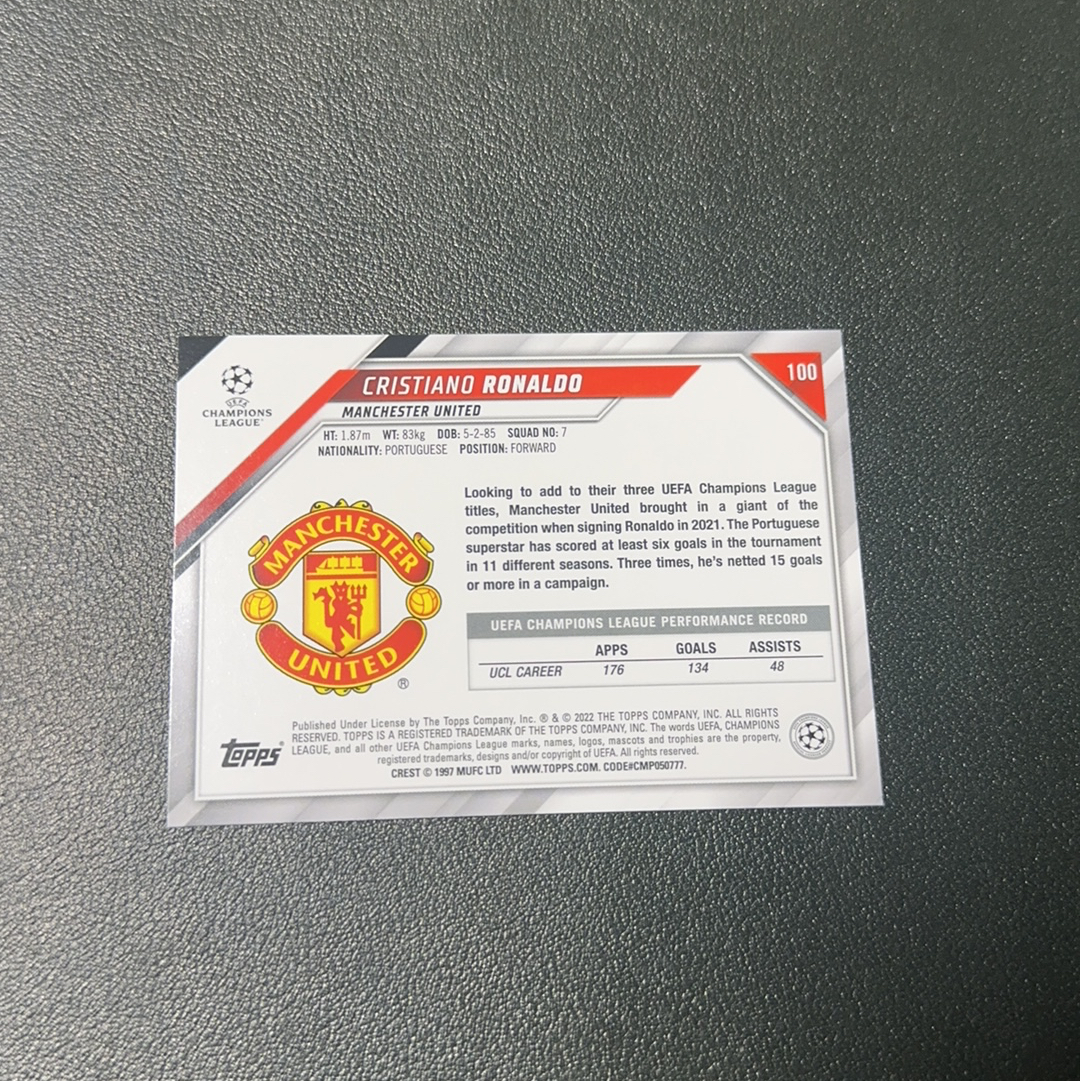 UEFA
CHAMPIONS
LEAGUE
CRISTIANO RONALDO
100
MANCHESTER UNITED
HT: 1.87m WT: 83kg DOB: 5-2-85 SQUAD NO: 7
NATIONALITY: PORTUGUESE POSITION: FORWARD
Looking to add to their three UEFA Champions League
titles, Manchester United brought in a giant of the
competition when signing Ronaldo in 2021. The Portuguese
superstar has scored at least six goals in the tournament
in 11 different seasons. Three times, he's netted 15 goals
or more in a campaign.
MANCHESTER
UNITED
®
UEFA CHAMPIONS LEAGUE PERFORMANCE RECORD
APPS GOALS ASSISTS
UCL CAREER 176 134 48
Published Under License by The Topps Company, Inc. ® & © 2022 THE TOPPS COMPANY, INC. ALL RIGHTS
RESERVED. TOPPS IS A REGISTERED TRADEMARK OF THE TOPPS COMPANY, INC. The words UEFA, CHAMPIONS
LEAGUE, and all other UEFA Champions League marks, names, logos, mascots and trophies are the property,
registered trademarks, designs and/or copyright of UEFA. All rights reserved.
CREST © 1997 MUFC LTD WWW.TOPPS.COM. CODE#CMP050777.
topps®